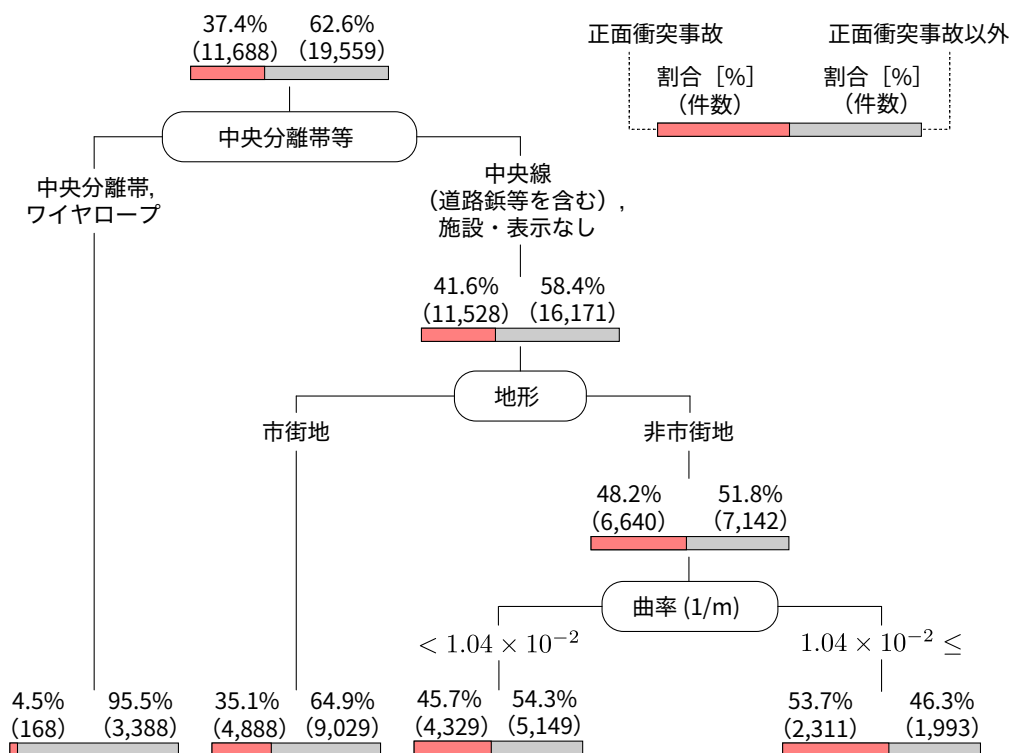 37.4% 62.6%
(11,688) (19,559)
正面衝突事故 正面衝突事故以外
割合［%］ 割合［%］
（件数） （件数）
中央分離帯等
中央分離帯,
ワイヤロープ
中央線
（道路鋲等を含む）,
施設・表示なし
41.6% 58.4%
(11,528) (16,171)
地形
市街地 非市街地
48.2% 51.8%
(6,640) (7,142)
曲率 (1/m)
< 1.04 × 10⁻² 1.04 × 10⁻² ≤
4.5% 95.5% 35.1% 64.9% 45.7% 54.3% 53.7% 46.3%
(168) (3,388) (4,888) (9,029) (4,329) (5,149) (2,311) (1,993)